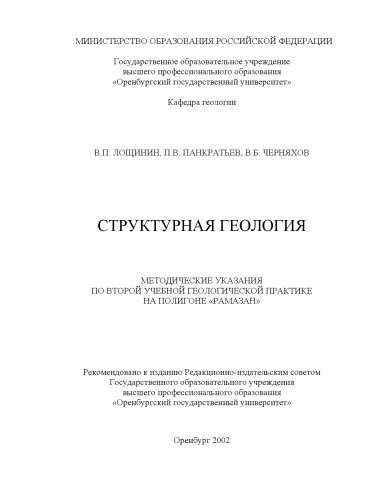 МИНИСТЕРСТВО ОБРАЗОВАНИЯ РОССИЙСКОЙ ФЕДЕРАЦИИ
Государственное образовательное учреждение
высшего профессионального образования
«Оренбургский государственный университет»
Кафедра геологии
В.П. ЛОЩИНИН, П.В. ПАНКРАТЬЕВ, В.Б. ЧЕРНЯХОВ
СТРУКТУРНАЯ ГЕОЛОГИЯ
МЕТОДИЧЕСКИЕ УКАЗАНИЯ
ПО ВТОРОЙ УЧЕБНОЙ ГЕОЛОГИЧЕСКОЙ ПРАКТИКЕ
НА ПОЛИГОНЕ «РАМАЗАН»
Рекомендовано к изданию Редакционно-издательским советом
Государственного образовательного учреждения
высшего профессионального образования
«Оренбургский государственный университет»
Оренбург 2002